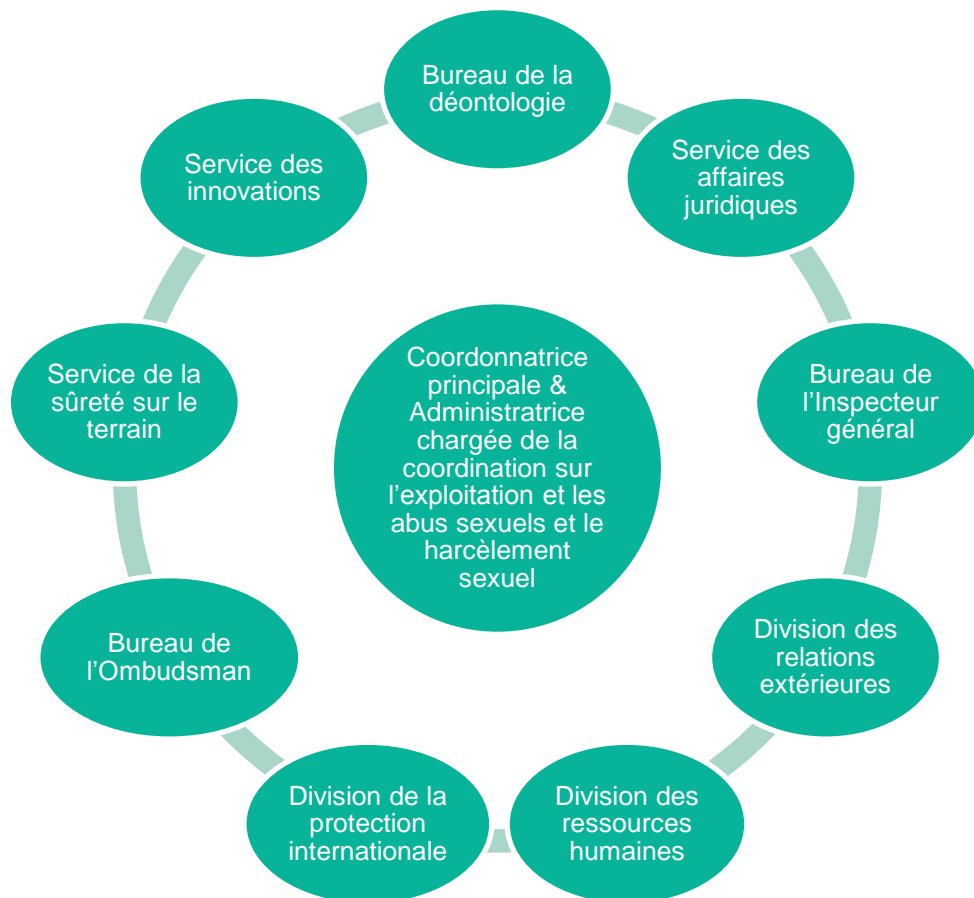 Bureau de la
déontologie
Service des
affaires
juridiques
Bureau de
l’Inspecteur
général
Division des
relations
extérieures
Division des
ressources
humaines
Division de la
protection
internationale
Bureau de
l’Ombudsman
Service de la
sûreté sur le
terrain
Service des
innovations
Coordonnatrice
principale &
Administratrice
chargée de la
coordination sur
l’exploitation et les
abus sexuels et le
harcèlement
sexuel